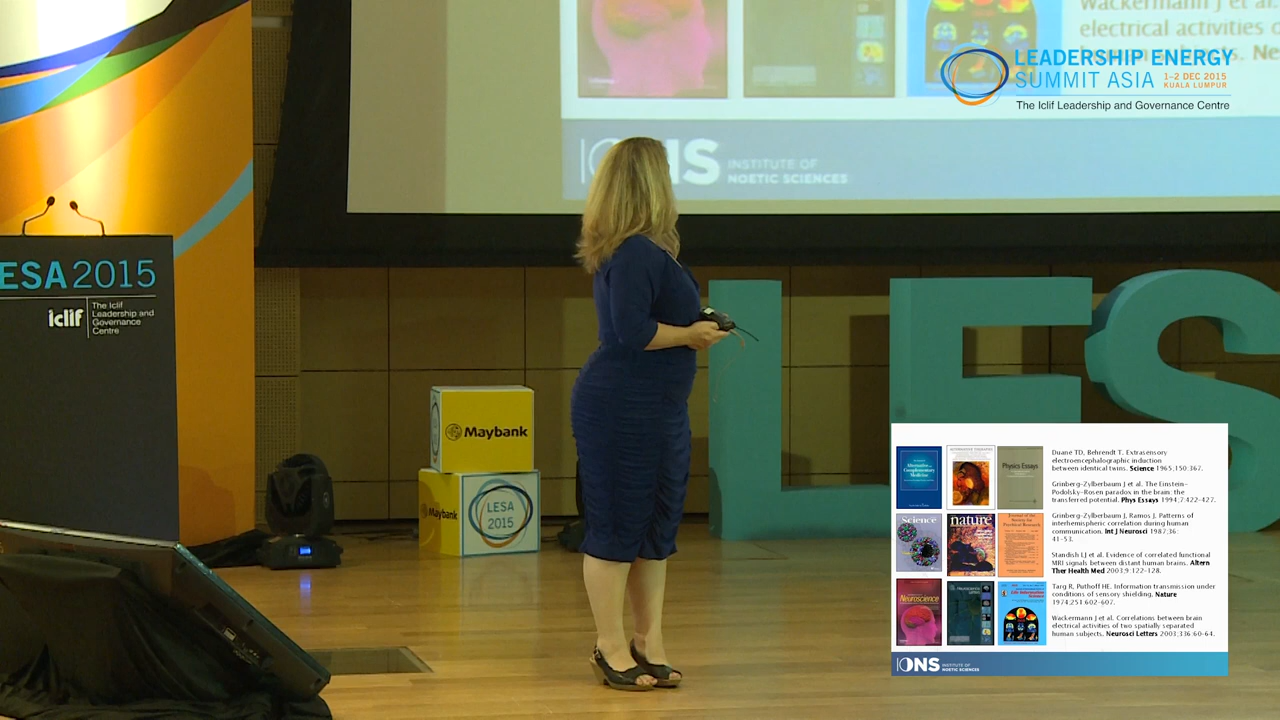 Wackermann J et al.
electrical activities
LEADERSHIP ENERGY
SUMMIT ASIA 1-2 DEC 2015
KUALA LUMPUR
The Iclif Leadership and Governance Centre
IONS INSTITUTE OF
NOETIC SCIENCES
ESA 2015
iclif The Iclif
Leadership and
Governance
Centre
Maybank
Maybank
LESA
2015
LES
Alternative
Complementary
Medicine
Physics Essays
science
nature
Neuroscience
Duane TD, Behrendt T. Extrasensory
electroencephalographic induction
between identical twins. Science 1965;150:367.
Grinberg-Zylberbaum J et al. The Einstein-
Podolsky-Rosen paradox in the brain: the
transferred potential. Phys Essays 1994;7:422-427.
Grinberg-Zylberbaum J, Ramos J. Patterns of
interhemispheric correlation during human
communication. Int J Neurosci 1987;36:
41-53.
Standish LJ et al. Evidence of correlated functional
MRI signals between distant human brains. Altern
Ther Health Med 2003;9:122-128.
Targ R, Puthoff HE. Information transmission under
conditions of sensory shielding. Nature
1974;251:602-607.
Wackermann J et al. Correlations between brain
electrical activities of two spatially separated
human subjects. Neurosci Letters 2003;336:60-64.
IONS INSTITUTE OF
NOETIC SCIENCES